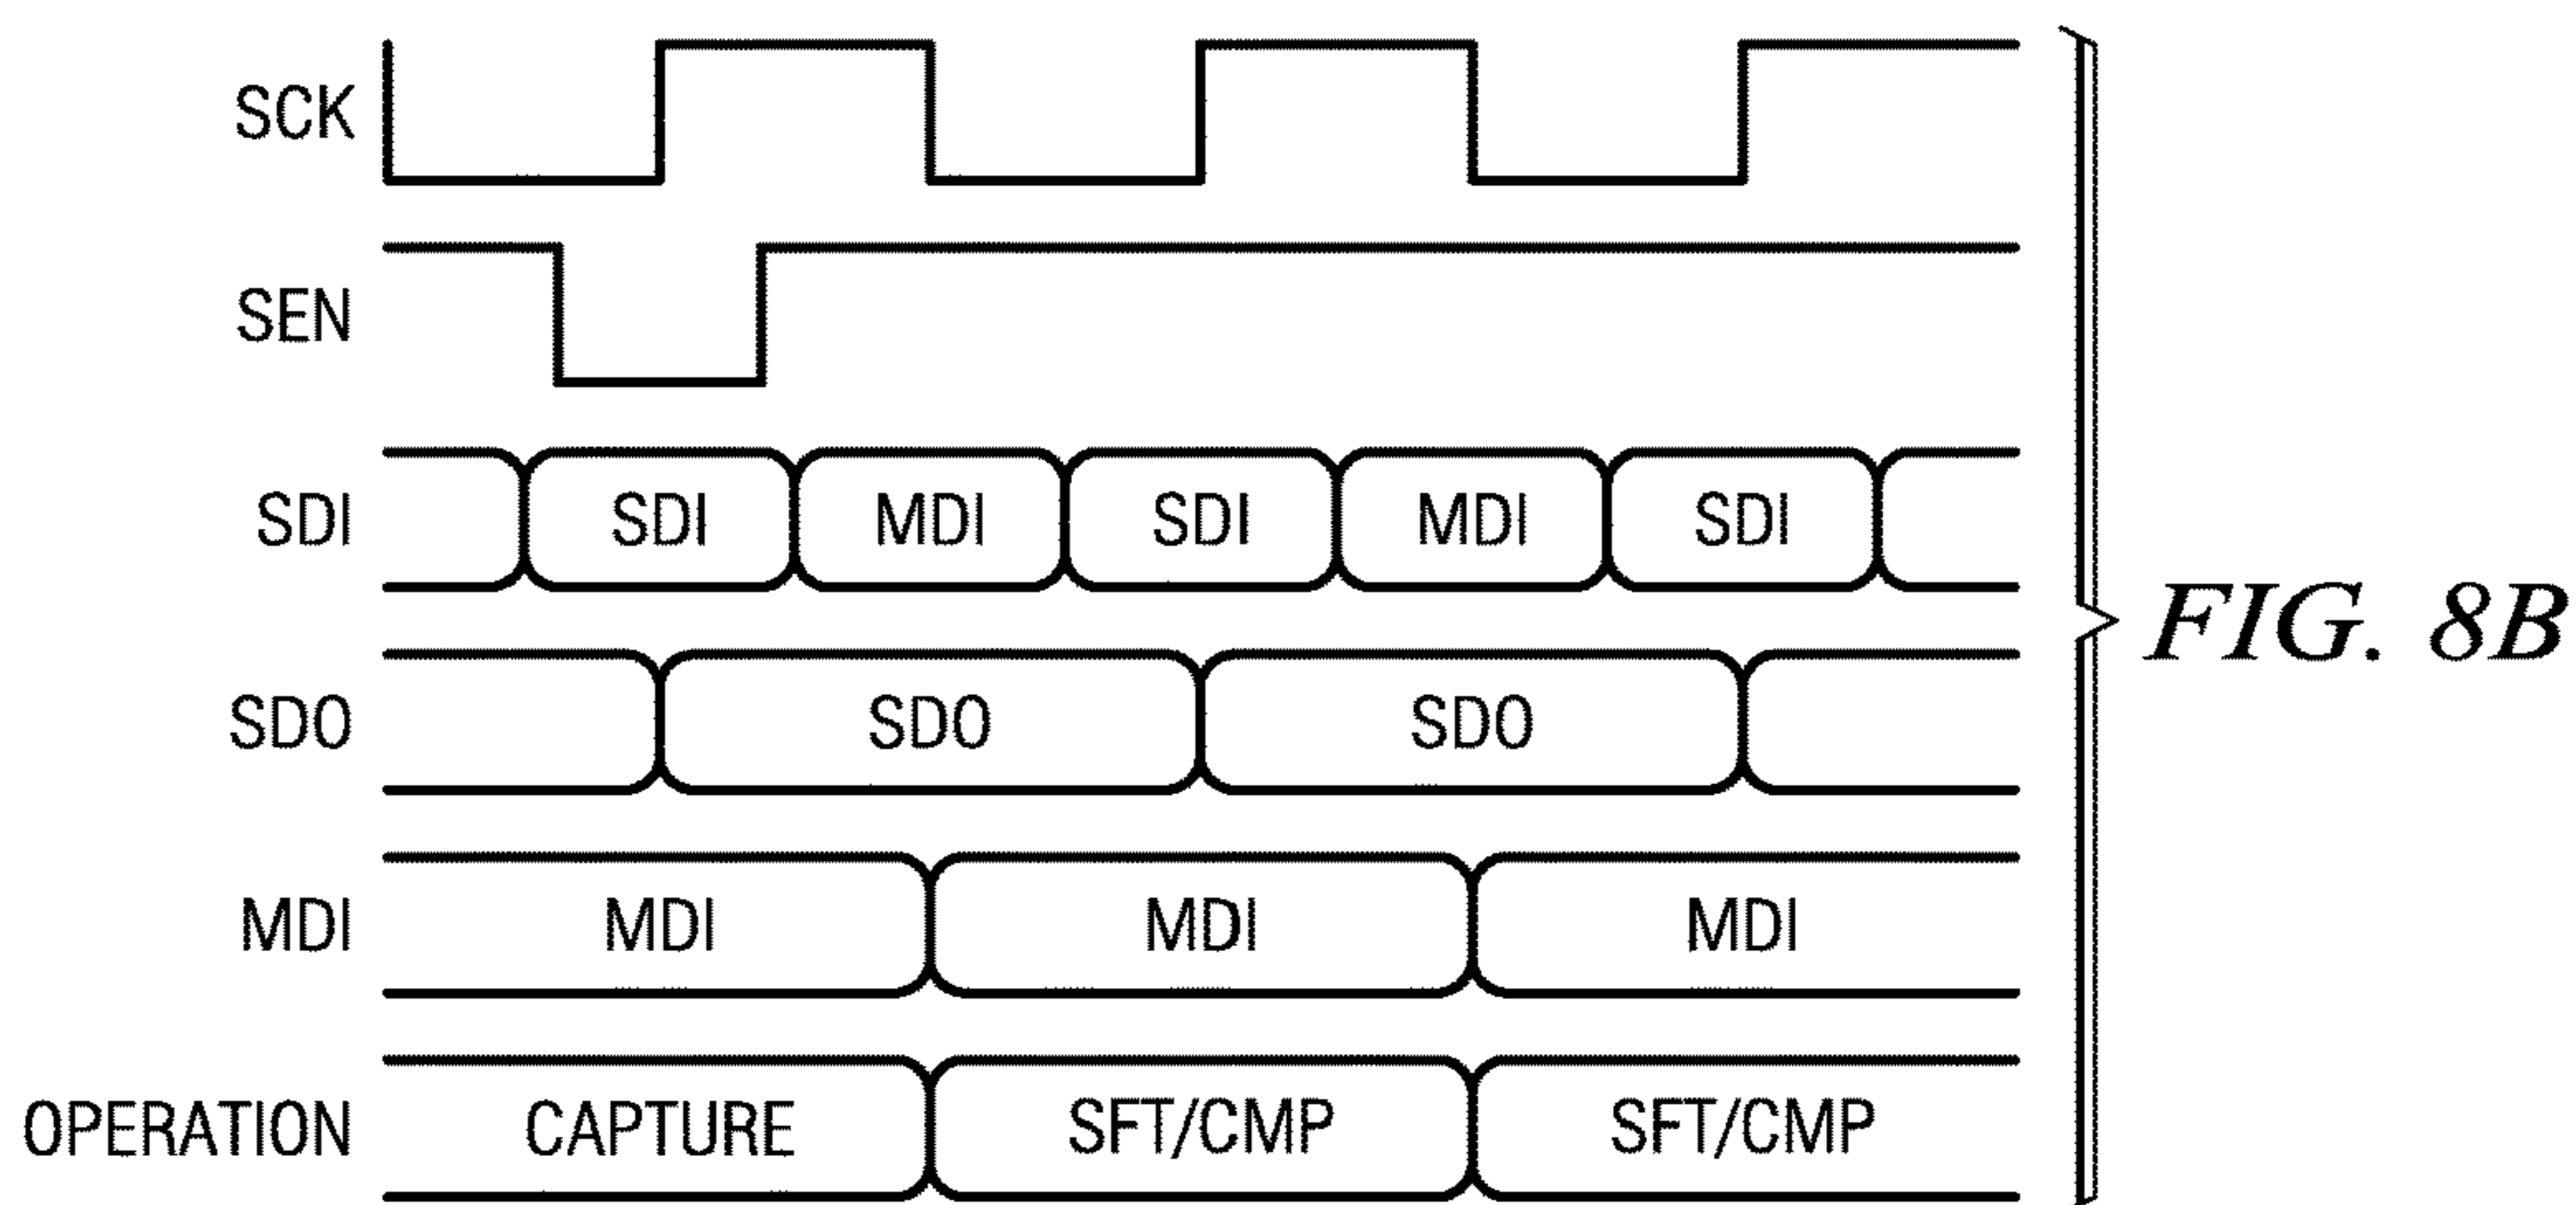 SCK
SEN
SDI SDI MDI SDI MDI SDI
SDO SDO SDO
MDI MDI MDI MDI
OPERATION CAPTURE SFT/CMP SFT/CMP
FIG. 8B